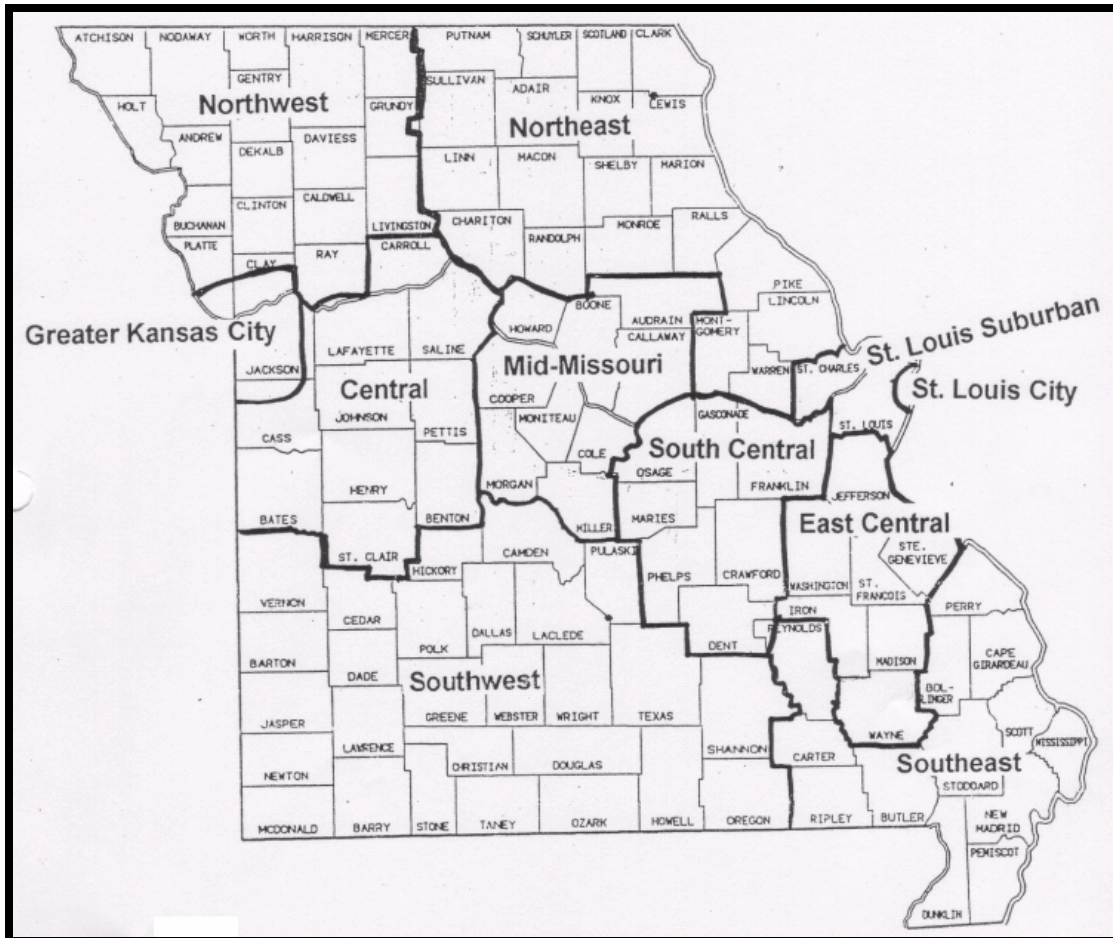 ATCHISON NODAWAY WORTH HARRISON MERCER PUTNAM SCHUYLER SCOTLAND CLARK
GENTRY SULLIVAN ADAIR
HOLT Northwest GRUNDY KNOX LEWIS
Northeast
ANDREW DEKALB DAVIESS LINN MACON SHELBY MARION
CLINTON CALDWELL
BUCHANAN LIVINGSTON CHARITON RANDOLPH MONROE RALLS
PLATTE CLAY RAY CARROLL
PIKE
HOWARD BOONE AUDRAIN LINCOLN
Greater Kansas City LAFAYETTE SALINE CALLAWAY MONT-
GOMERY St. Louis Suburban
JACKSON Mid-Missouri WARREN ST. CHARLES
Central COOPER St. Louis City
JOHNSON PETTIS MONITEAU GASCONADE ST. LOUIS
CASS COLE South Central
HENRY MORGAN OSAGE FRANKLIN JEFFERSON
BATES BENTON MILLER MARIES East Central
ST. CLAIR HICKORY CAMDEN PULASKI STE.
GENEVIEVE
PHELPS CRAWFORD WASHINGTON ST.
FRANCOIS
VERNON CEDAR DALLAS LACLEDE IRON PERRY
POLK DENT REYNOLDS
BARTON DADE MADISON CAPE
GIRARDEAU
Southwest BOL-
LINGER
JASPER GREENE WEBSTER WRIGHT TEXAS SCOTT
LAWRENCE SHANNON CARTER WAYNE MISSISSIPPI
NEWTON CHRISTIAN DOUGLAS Southeast
STODDARD
MCDONALD BARRY STONE TANEY OZARK HOWELL OREGON RIPLEY BUTLER NEW
MADRID
PEMISCOT
DUNKLIN